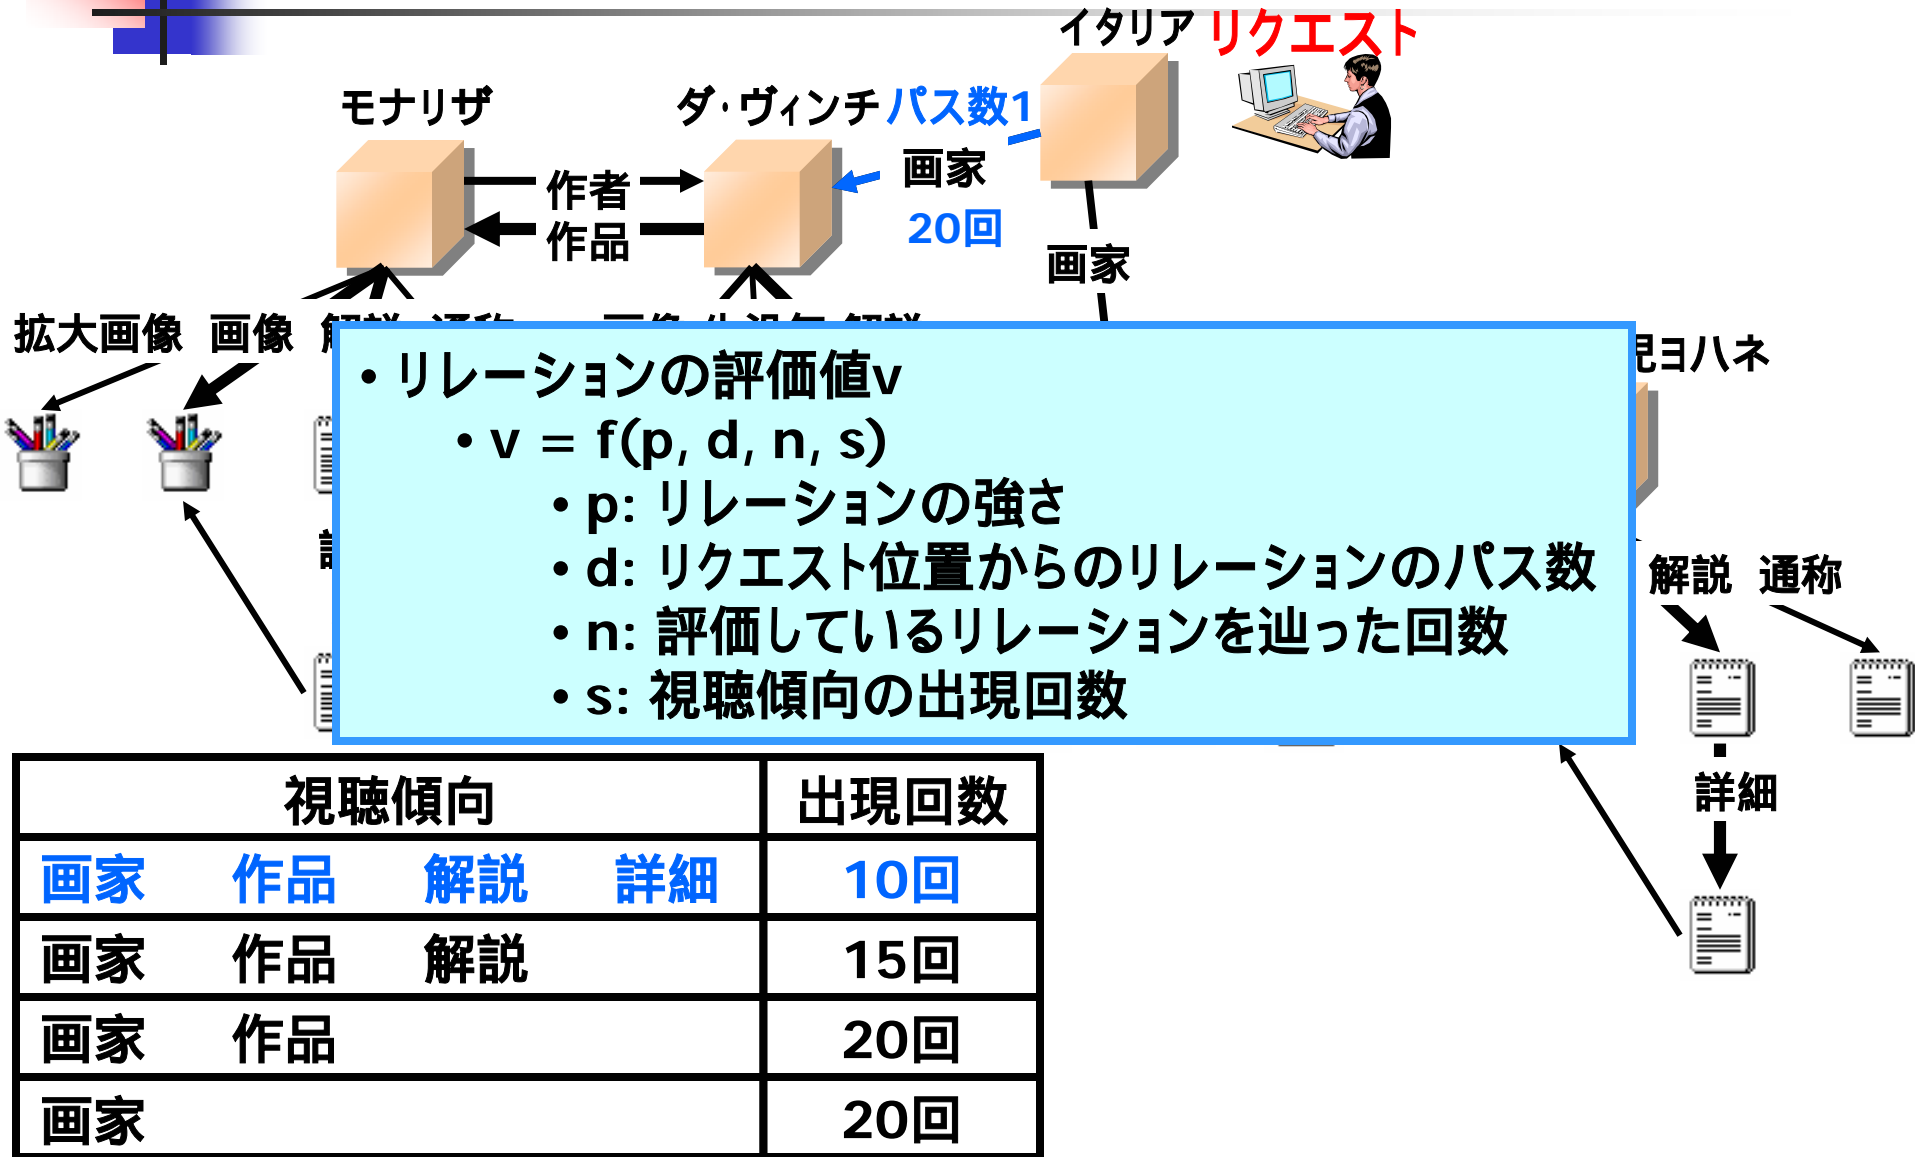 イタリア リクエスト
モナリザ ダ・ヴィンチ パス数1
画家
作者
20回
作品
画家
拡大画像 画像
ヨハネ
・リレーションの評価値v
・v = f(p, d, n, s)
・p: リレーションの強さ
・d: リクエスト位置からのリレーションのパス数
・n: 評価しているリレーションを辿った回数
・s: 視聴傾向の出現回数
解説 通称
詳細
視聴傾向 出現回数
画家 作品 解説 詳細 10回
画家 作品 解説 15回
画家 作品 20回
画家 20回